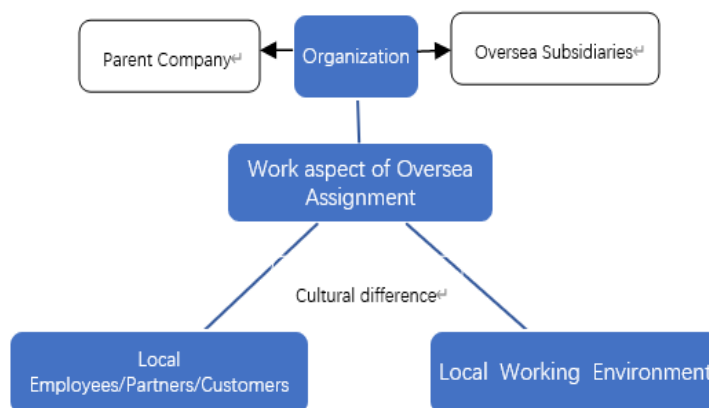 Parent Company↵
Organization
Oversea Subsidiaries↵
Work aspect of Oversea
Assignment
Cultural difference↵
Local
Employees/Partners/Customers
Local Working Environment